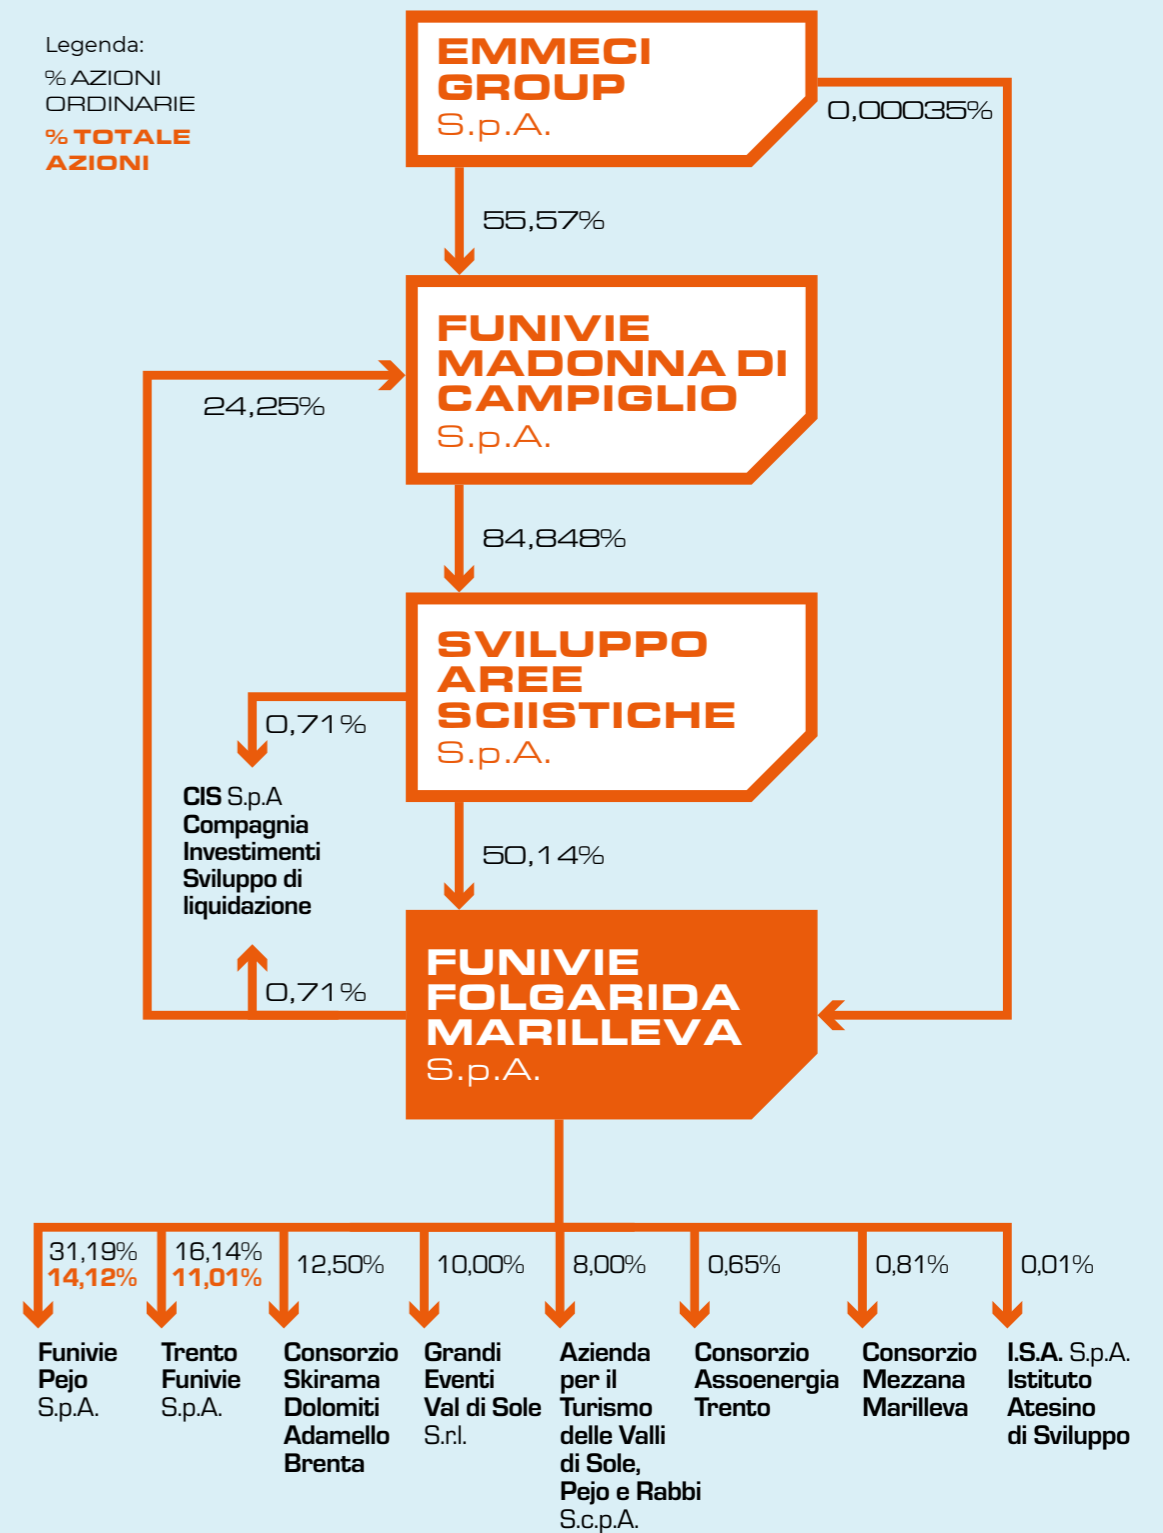 Legenda:
% AZIONI
ORDINARIE
% TOTALE
AZIONI
EMMECI
GROUP
S.p.A.
0,00035%
55,57%
FUNIVIE
MADONNA DI
CAMPIGLIO
S.p.A.
24,25%
84,848%
SVILUPPO
AREE
SCIISTICHE
S.p.A.
0,71%
CIS S.p.A
Compagnia
Investimenti
Sviluppo di
liquidazione
50,14%
FUNIVIE
FOLGARIDA
MARILLEVA
S.p.A.
0,71%
31,19%
14,12%
16,14%
11,01%
12,50%
10,00%
8,00%
0,65%
0,81%
0,01%
Funivie
Pejo
S.p.A.
Trento
Funivie
S.p.A.
Consorzio
Skirama
Dolomiti
Adamello
Brenta
Grandi
Eventi
Val di Sole
S.r.l.
Azienda
per il
Turismo
delle Valli
di Sole,
Pejo e Rabbi
S.c.p.A.
Consorzio
Assoenergia
Trento
Consorzio
Mezzana
Marilleva
I.S.A. S.p.A.
Istituto
Atesino
di Sviluppo